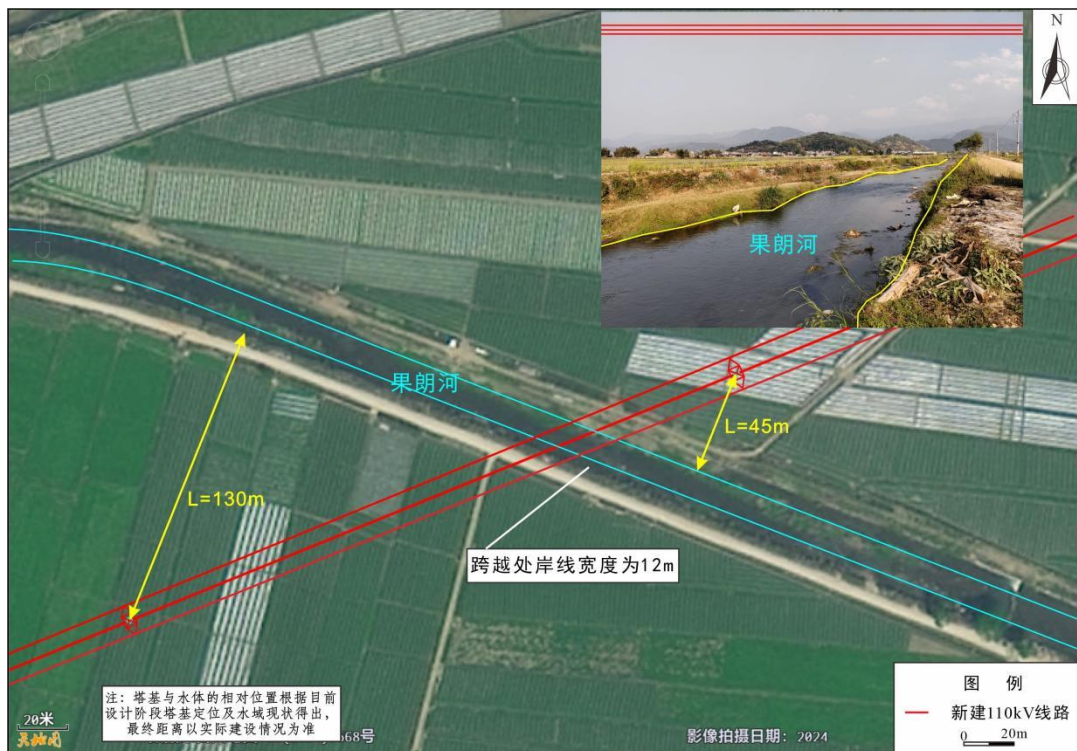 N
果朗河
果朗河
L=45m
L=130m
跨越处岸线宽度为12m
注：塔基与水体的相对位置根据目前
设计阶段塔基定位及水域现状得出，
最终距离以实际建设情况为准
图 例
新建110kV线路
0 20m
20米
天地图
568号
影像拍摄日期：2024